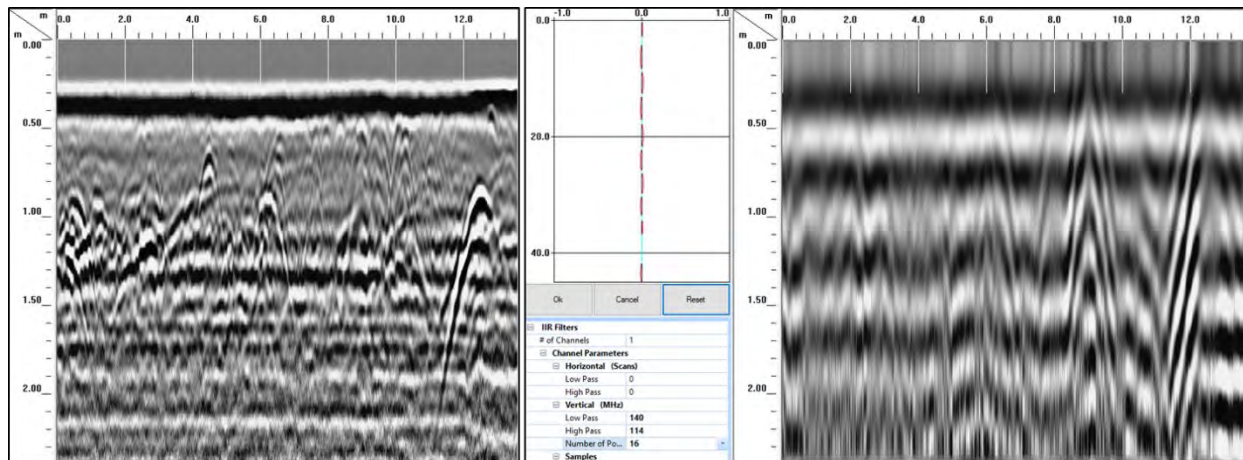 m
0.0 2.0 4.0 6.0 8.0 10.0 12.0
m
0.00
0.50
1.00
1.50
2.00
-1.0 0.0 1.0
0.0
20.0
40.0
Ok Cancel Reset
IIR Filters
# of Channels 1
Channel Parameters
Horizontal (Scans)
Low Pass 0
High Pass 0
Vertical (MHz)
Low Pass 140
High Pass 114
Number of Po... 16
Samples
m
0.0 2.0 4.0 6.0 8.0 10.0 12.0
m
0.00
0.50
1.00
1.50
2.00